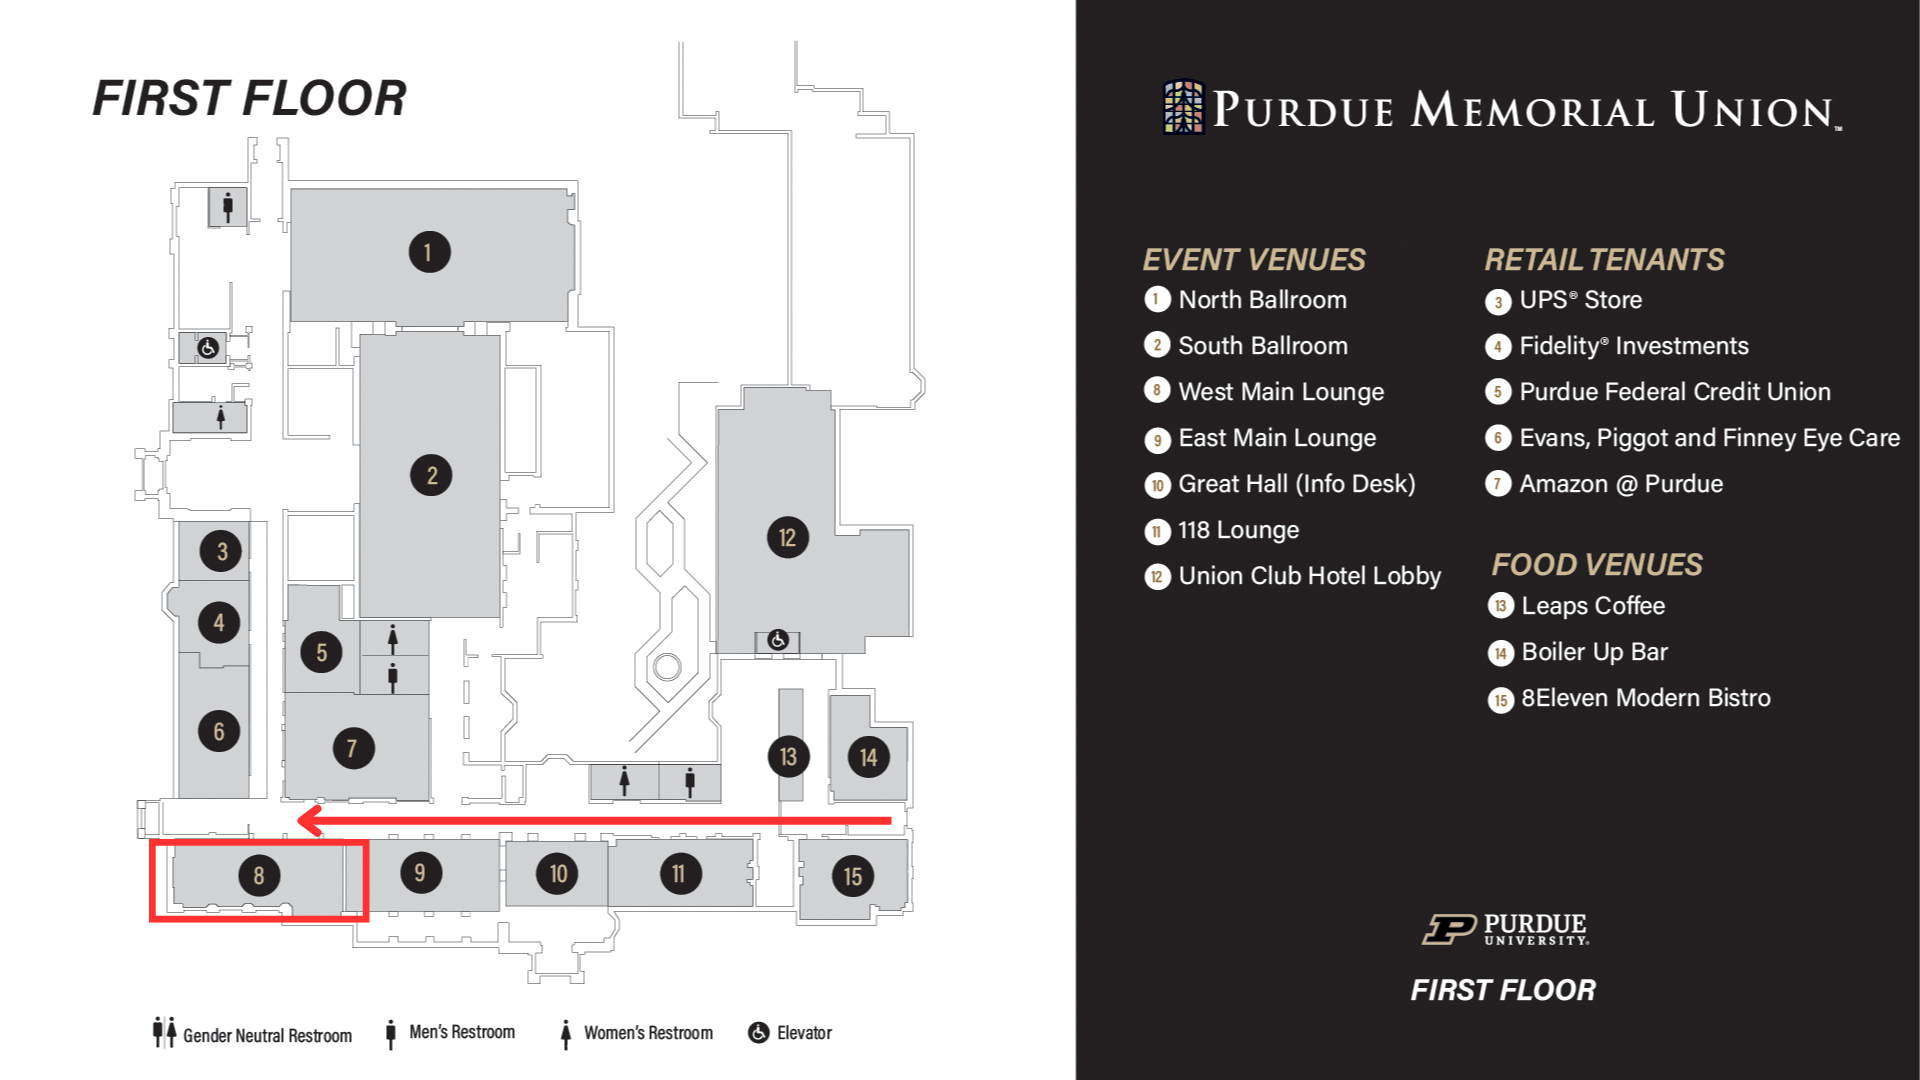 FIRST FLOOR
1
2
3
4
5
6
7
8
9
10
11
12
13
14
15
Gender Neutral Restroom
Men's Restroom
Women's Restroom
Elevator
PURDUE MEMORIAL UNION™
EVENT VENUES
1 North Ballroom
2 South Ballroom
8 West Main Lounge
9 East Main Lounge
10 Great Hall (Info Desk)
11 118 Lounge
12 Union Club Hotel Lobby
RETAIL TENANTS
3 UPS® Store
4 Fidelity® Investments
5 Purdue Federal Credit Union
6 Evans, Piggot and Finney Eye Care
7 Amazon @ Purdue
FOOD VENUES
13 Leaps Coffee
14 Boiler Up Bar
15 8Eleven Modern Bistro
P PURDUE
UNIVERSITY®
FIRST FLOOR